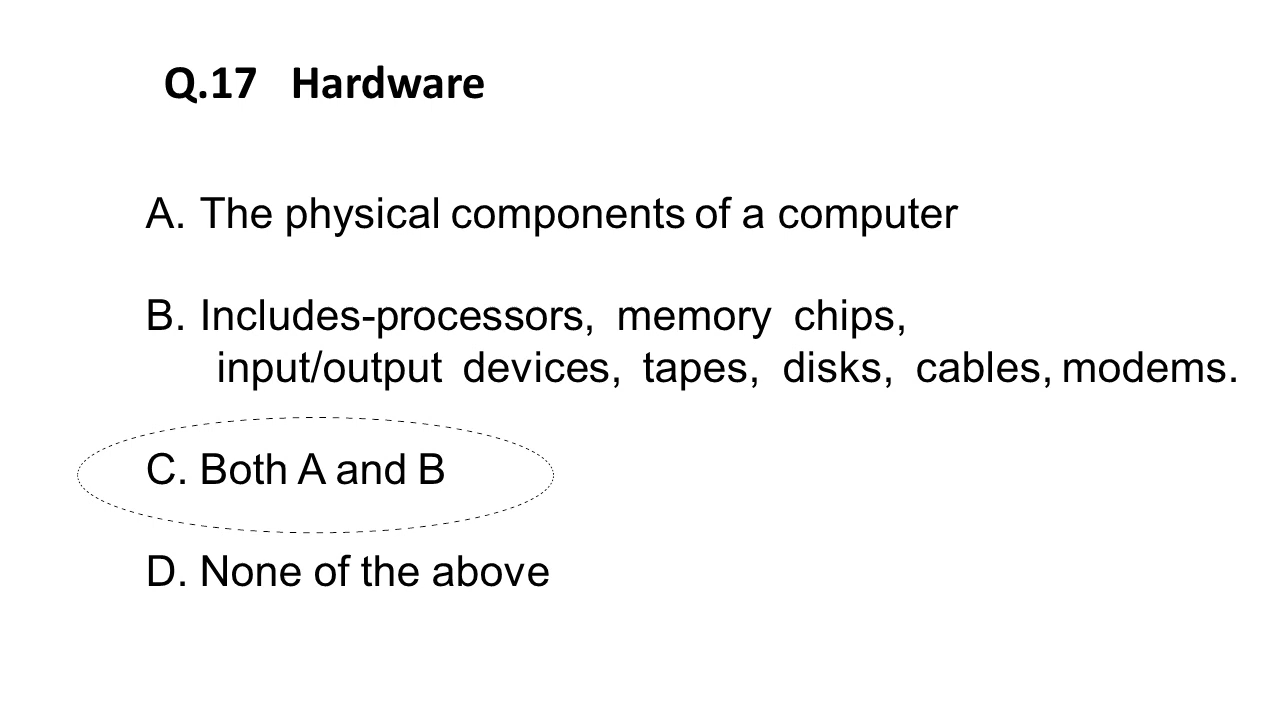 Q.17 Hardware
A. The physical components of a computer
B. Includes-processors, memory chips,
input/output devices, tapes, disks, cables, modems.
C. Both A and B
D. None of the above